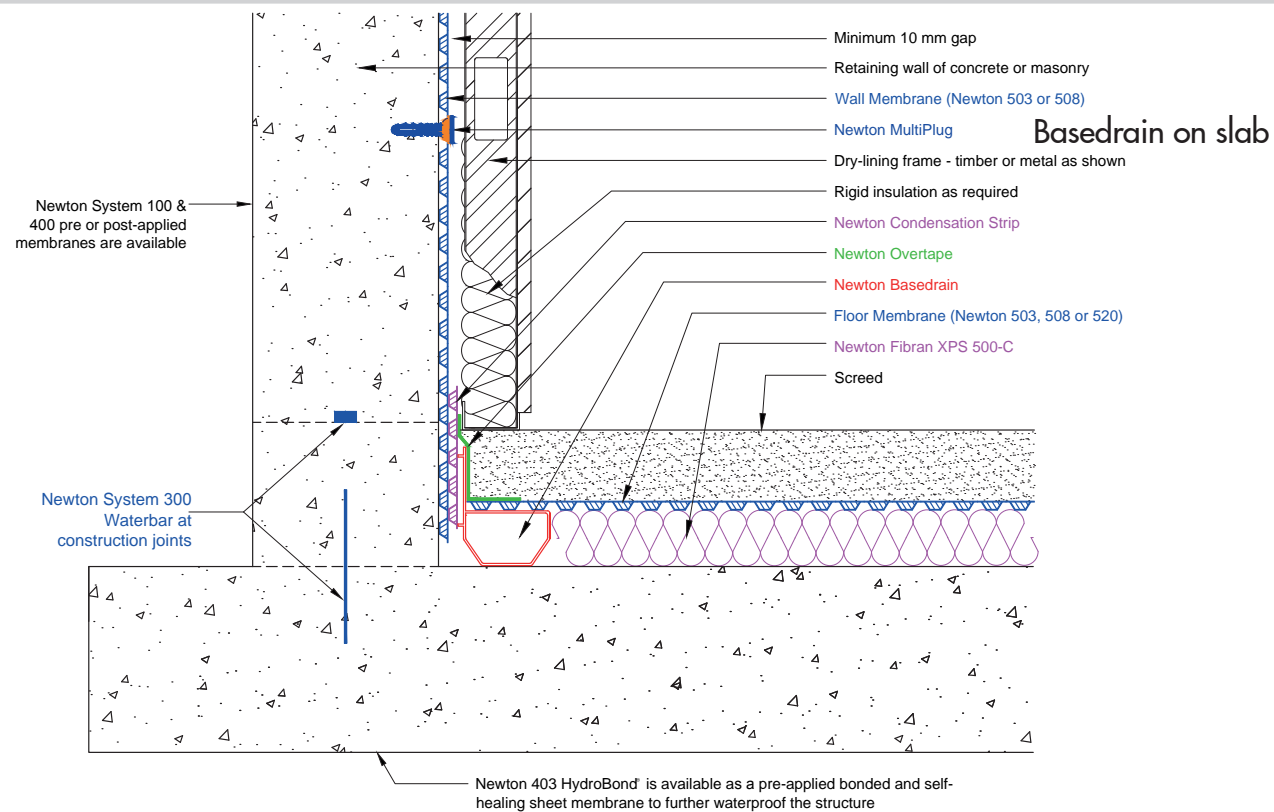 Minimum 10 mm gap
Retaining wall of concrete or masonry
Wall Membrane (Newton 503 or 508)
Newton MultiPlug
Basedrain on slab
Dry-lining frame - timber or metal as shown
Rigid insulation as required
Newton Condensation Strip
Newton Overtape
Newton Basedrain
Floor Membrane (Newton 503, 508 or 520)
Newton Fibran XPS 500-C
Screed
Newton System 100 &
400 pre or post-applied
membranes are available
Newton System 300
Waterbar at
construction joints
Newton 403 HydroBond® is available as a pre-applied bonded and self-
healing sheet membrane to further waterproof the structure